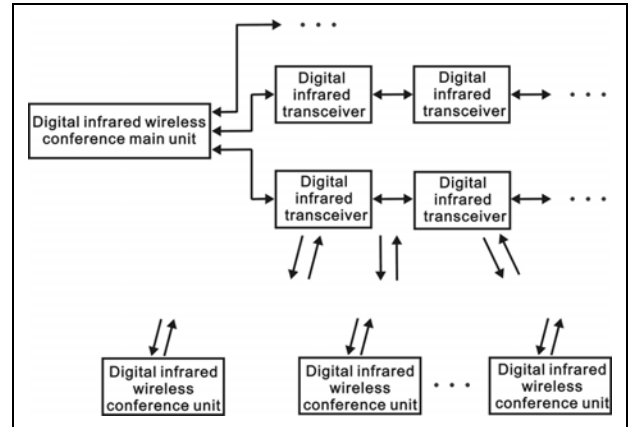 . . .
Digital
infrared
transceiver
Digital
infrared
transceiver
. . .
Digital infrared wireless
conference main unit
Digital
infrared
transceiver
Digital
infrared
transceiver
. . .
Digital infrared
wireless
conference unit
Digital infrared
wireless
conference unit
. . .
Digital infrared
wireless
conference unit